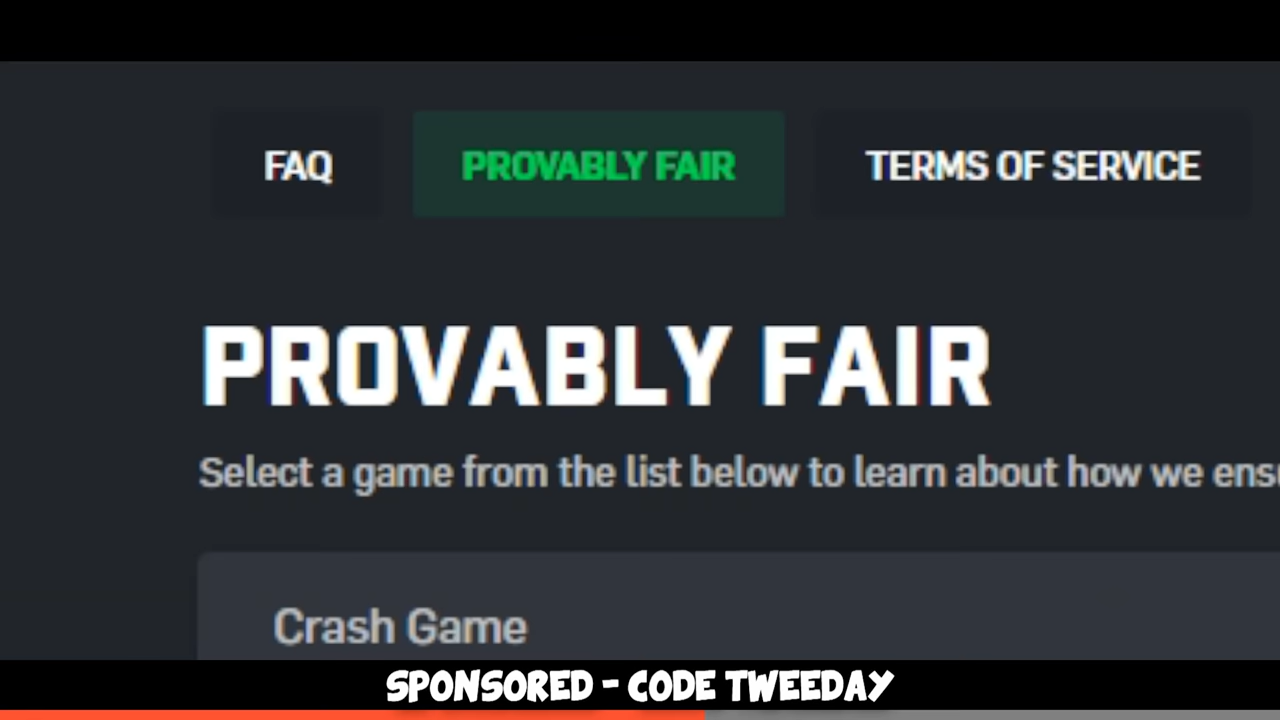 FAQ PROVABLY FAIR TERMS OF SERVICE
PROVABLY FAIR
Select a game from the list below to learn about how we ens
Crash Game
SPONSORED - CODE TWEEDAY